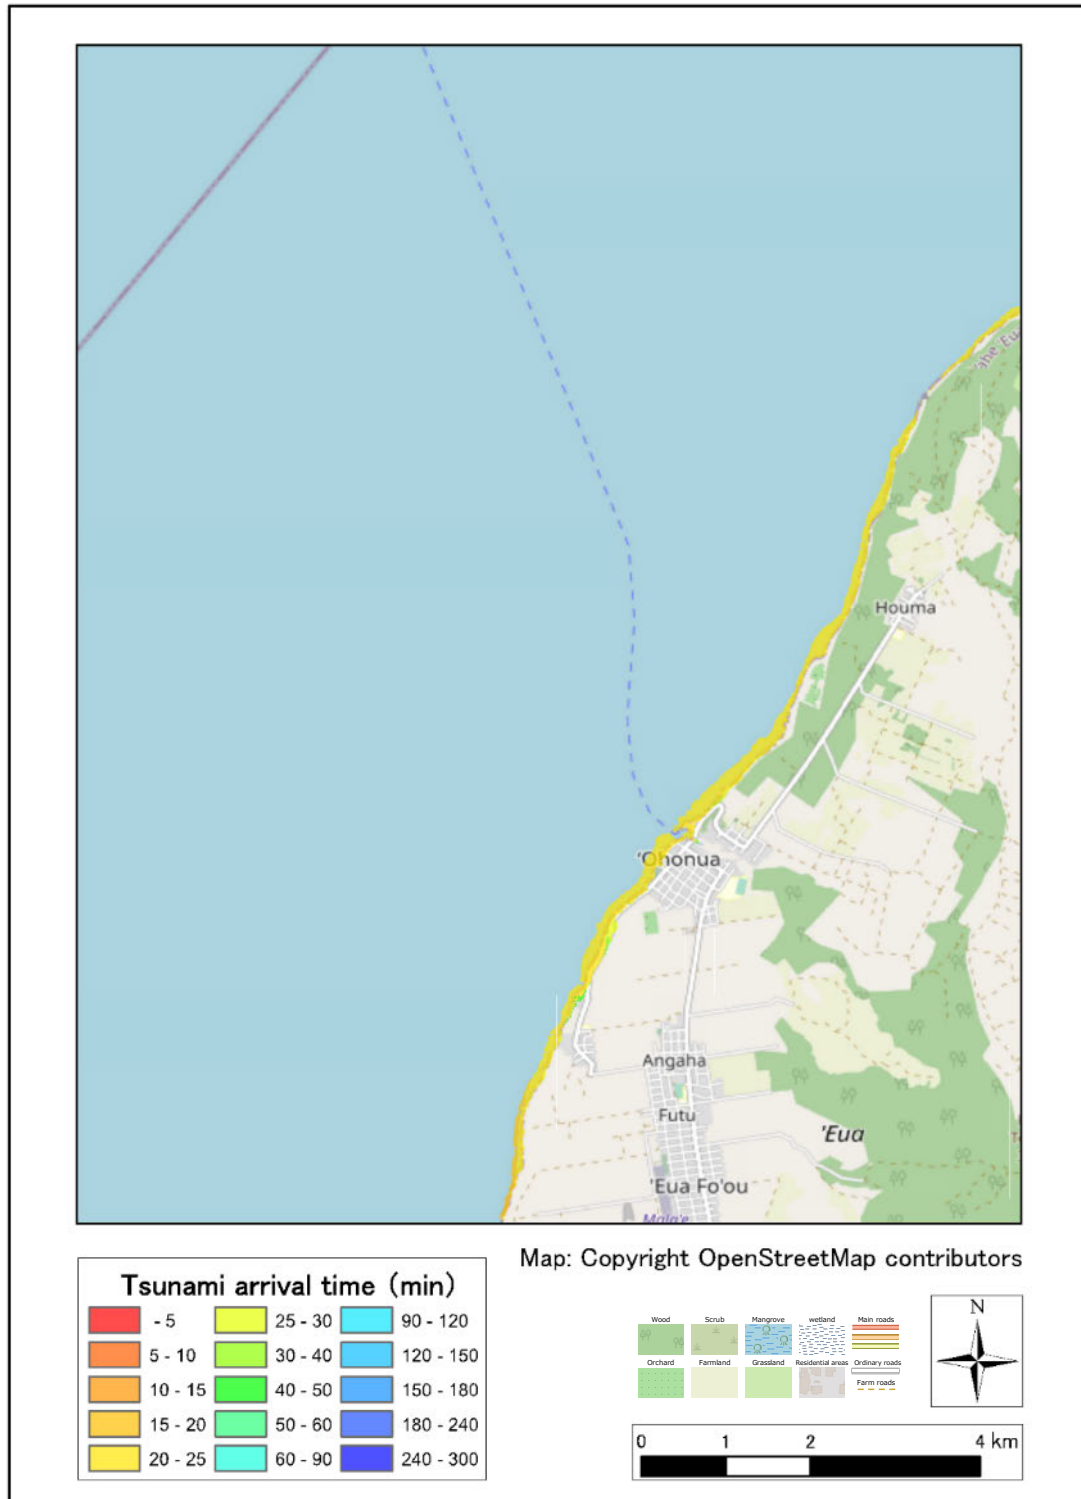 'ahe 'Eu
Houma
'Ohonua
Angaha
Futu
'Eua
'Eua Fo'ou
Mala'e
Map: Copyright OpenStreetMap contributors
Tsunami arrival time (min)
- 5
5 - 10
10 - 15
15 - 20
20 - 25
25 - 30
30 - 40
40 - 50
50 - 60
60 - 90
90 - 120
120 - 150
150 - 180
180 - 240
240 - 300
Wood Scrub Mangrove wetland Main roads
Orchard Farmland Grassland Residential areas Ordinary roads
Farm roads
N
0 1 2 4 km